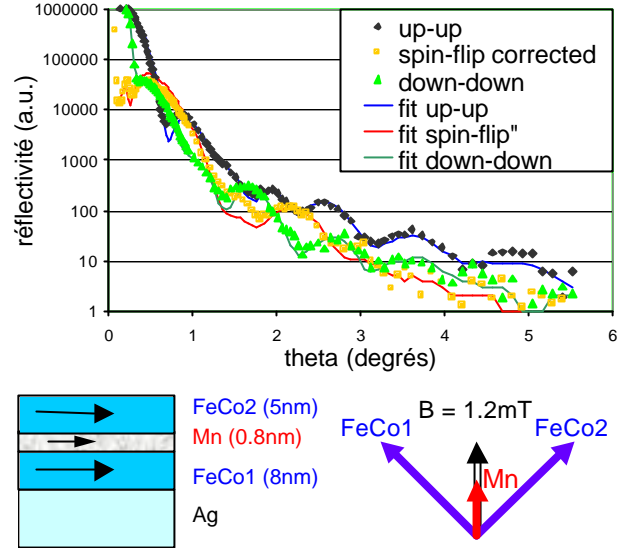 up-up
spin-flip corrected
down-down
fit up-up
fit spin-flip"
fit down-down
réflectivité (a.u.)
1000000
100000
10000
1000
100
10
1
0 1 2 3 4 5 6
theta (degrés)
FeCo2 (5nm)
Mn (0.8nm)
FeCo1 (8nm)
Ag
B = 1.2mT
FeCo1 FeCo2
Mn